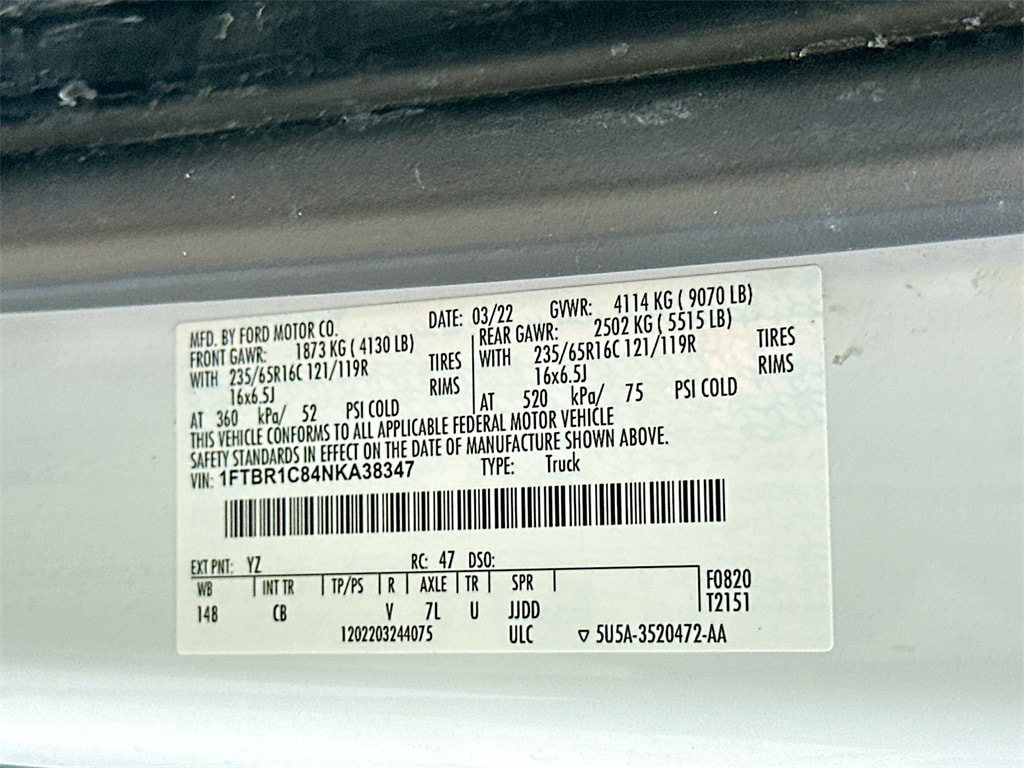 MFD. BY FORD MOTOR CO. DATE: 03/22 GVWR: 4114 KG ( 9070 LB)
FRONT GAWR: 1873 KG ( 4130 LB) REAR GAWR: 2502 KG ( 5515 LB)
WITH 235/65R16C 121/119R TIRES WITH 235/65R16C 121/119R TIRES
16x6.5J RIMS 16x6.5J RIMS
AT 360 kPa/ 52 PSI COLD AT 520 kPa/ 75 PSI COLD
THIS VEHICLE CONFORMS TO ALL APPLICABLE FEDERAL MOTOR VEHICLE
SAFETY STANDARDS IN EFFECT ON THE DATE OF MANUFACTURE SHOWN ABOVE.
VIN: 1FTBR1C84NKA38347 TYPE: Truck
EXT PNT: YZ RC: 47 DSO:
WB INT TR TP/PS R AXLE TR SPR F0820
148 CB V 7L U JJDD T2151
1202203244075 ULC ▽ 5U5A-3520472-AA